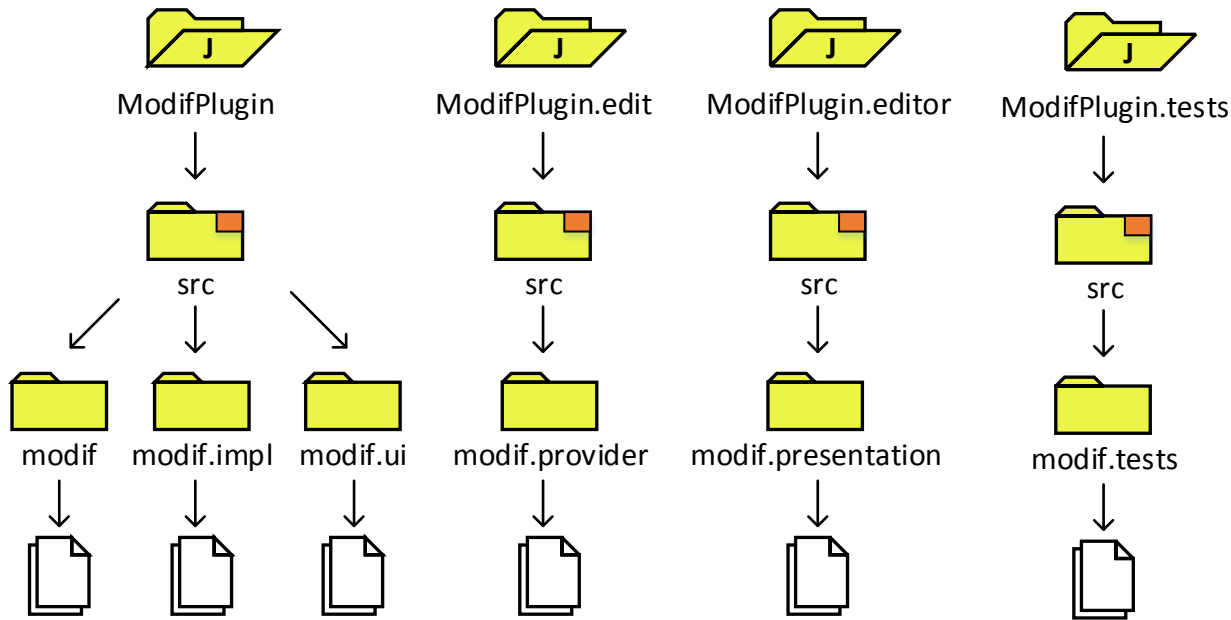 J
J
J
J
ModifPlugin
ModifPlugin.edit
ModifPlugin.editor
ModifPlugin.tests
src
src
src
src
modif
modif.impl
modif.ui
modif.provider
modif.presentation
modif.tests